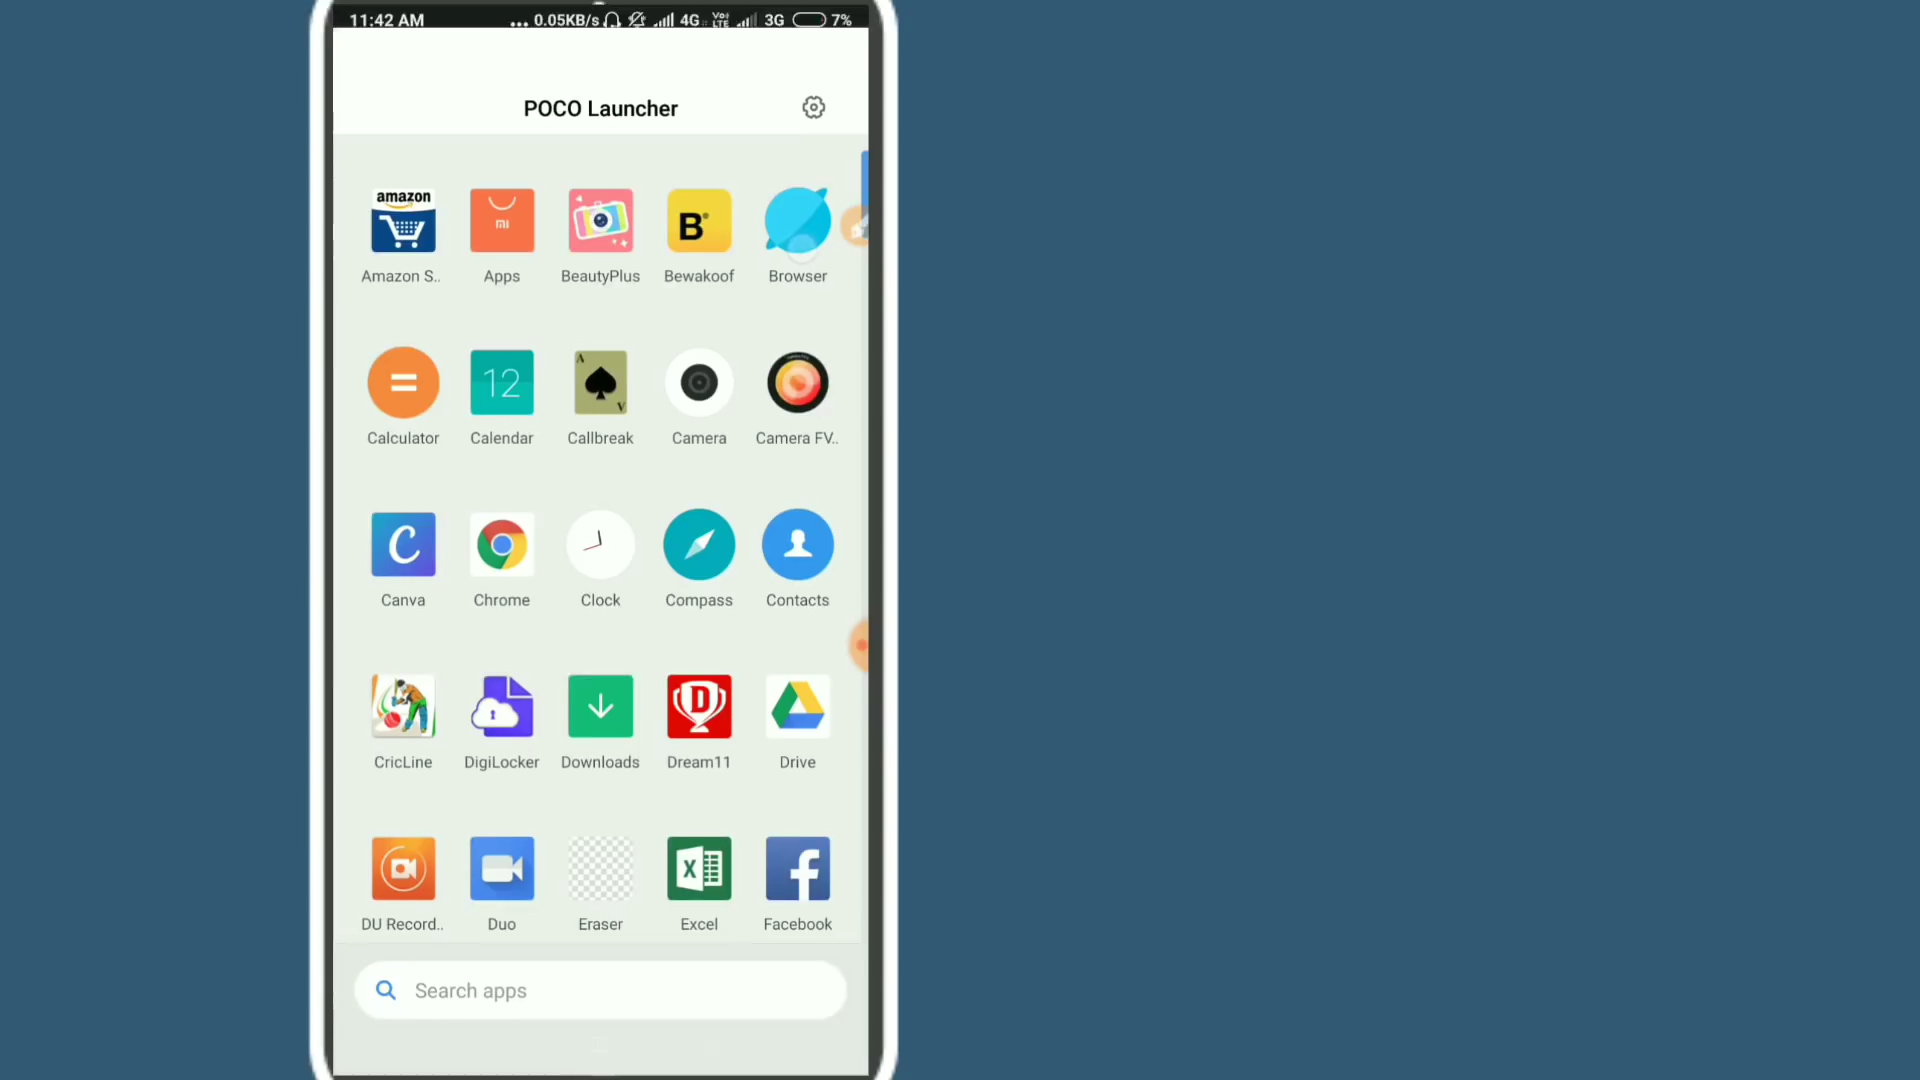 11:42 AM ... 0.05KB/s 4G VoLTE 3G 7%
POCO Launcher
amazon
mi
B
Amazon S..
Apps
BeautyPlus
Bewakoof
Browser
12
A
A
Calculator
Calendar
Callbreak
Camera
Camera FV..
C
Canva
Chrome
Clock
Compass
Contacts
D
CricLine
DigiLocker
Downloads
Dream11
Drive
X
f
DU Record..
Duo
Eraser
Excel
Facebook
Search apps